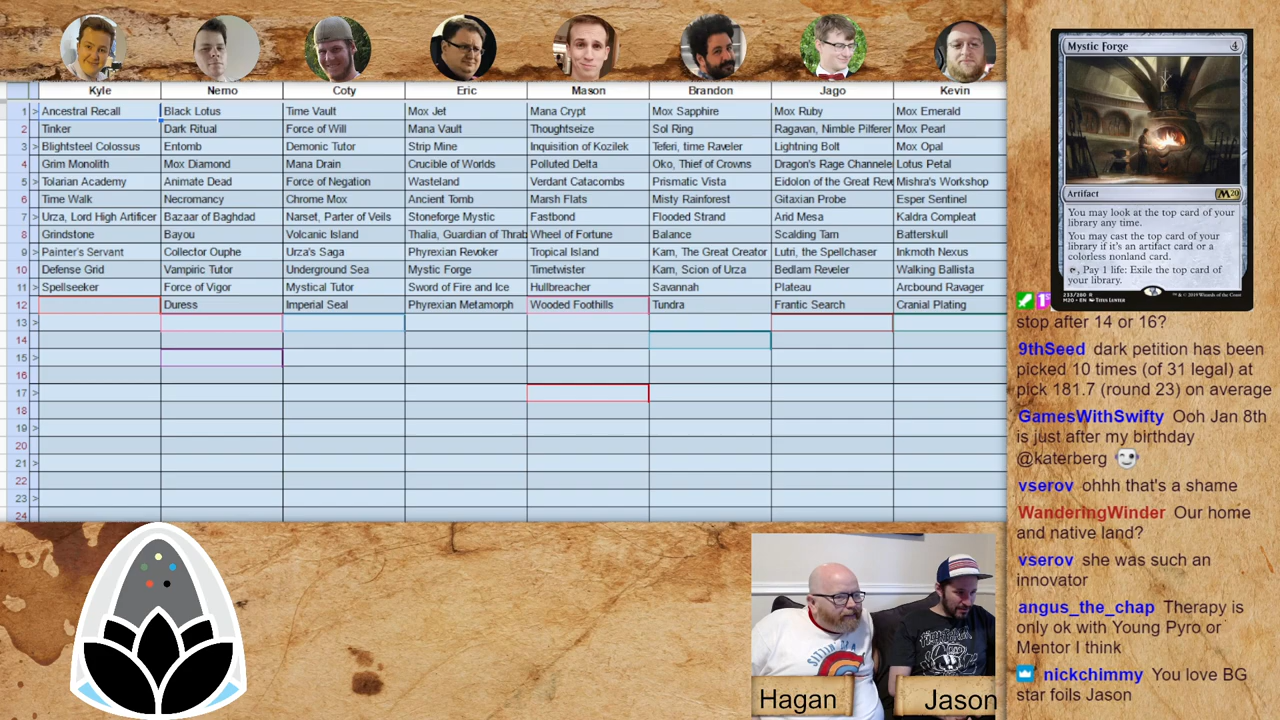 Kyle Nemo Coty Eric Mason Brandon Jago Kevin
1 > Ancestral Recall Black Lotus Time Vault Mox Jet Mana Crypt Mox Sapphire Mox Ruby Mox Emerald
2 Tinker Dark Ritual Force of Will Mana Vault Thoughtseize Sol Ring Ragavan, Nimble Pilferer Mox Pearl
3 > Blightsteel Colossus Entomb Demonic Tutor Strip Mine Inquisition of Kozilek Teferi, time Raveler Lightning Bolt Mox Opal
4 Grim Monolith Mox Diamond Mana Drain Crucible of Worlds Polluted Delta Oko, Thief of Crowns Dragon's Rage Channele Lotus Petal
5 > Tolarian Academy Animate Dead Force of Negation Wasteland Verdant Catacombs Prismatic Vista Eidolon of the Great Rev Mishra's Workshop
6 Time Walk Necromancy Chrome Mox Ancient Tomb Marsh Flats Misty Rainforest Gitaxian Probe Esper Sentinel
7 > Urza, Lord High Artificer Bazaar of Baghdad Narset, Parter of Veils Stoneforge Mystic Fastbond Flooded Strand Arid Mesa Kaldra Compleat
8 Grindstone Bayou Volcanic Island Thalia, Guardian of Thrab Wheel of Fortune Balance Scalding Tarn Batterskull
9 > Painter's Servant Collector Ouphe Urza's Saga Phyrexian Revoker Tropical Island Karn, The Great Creator Lutri, the Spellchaser Inkmoth Nexus
10 Defense Grid Vampiric Tutor Underground Sea Mystic Forge Timetwister Karn, Scion of Urza Bedlam Reveler Walking Ballista
11 > Spellseeker Force of Vigor Mystical Tutor Sword of Fire and Ice Hullbreacher Savannah Plateau Arcbound Ravager
12 Duress Imperial Seal Phyrexian Metamorph Wooded Foothills Tundra Frantic Search Cranial Plating
13 >
14
15 >
16
17 >
18
19 >
20
21 >
22
23 >
24
Mystic Forge 4
Artifact M20
You may look at the top card of your
library any time.
You may cast the top card of your
library if it's an artifact card or a
colorless nonland card.
, Pay 1 life: Exile the top card of
your library.
233/280 R
M20 • EN
stop after 14 or 16?
9thSeed dark petition has been
picked 10 times (of 31 legal) at
pick 181.7 (round 23) on average
GamesWithSwifty Ooh Jan 8th
is just after my birthday
@katerberg
vserov ohhh that's a shame
WanderingWinder Our home
and native land?
vserov she was such an
innovator
angus_the_chap Therapy is
only ok with Young Pyro or
Mentor I think
nickchimmy You love BG
star foils Jason
Hagan Jason